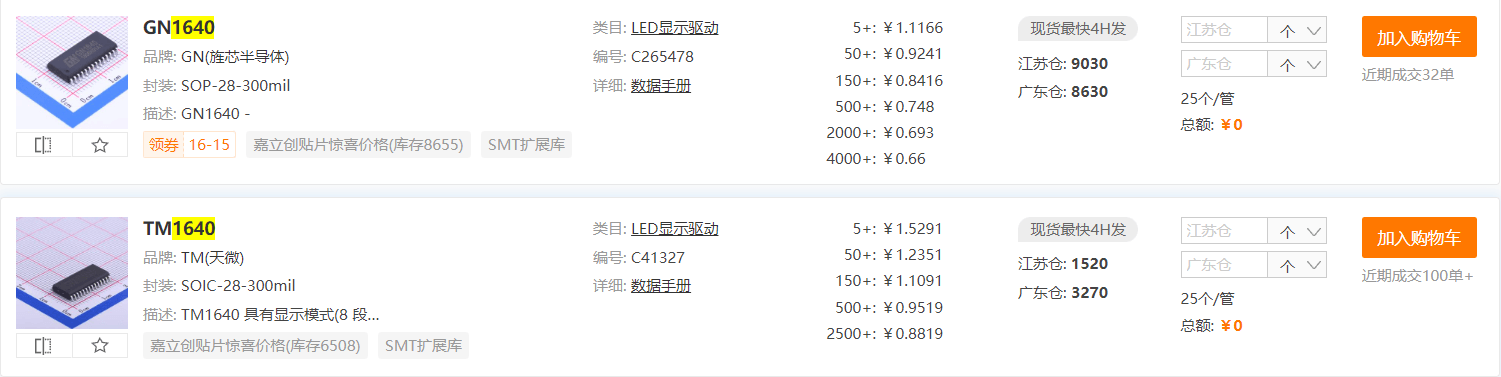 GN1640
品牌: GN(旌芯半导体)
封装: SOP-28-300mil
描述: GN1640 -
领券 16-15 嘉立创贴片惊喜价格(库存8655) SMT扩展库
类目: LED显示驱动
编号: C265478
详细: 数据手册
5+: ￥1.1166
50+: ￥0.9241
150+: ￥0.8416
500+: ￥0.748
2000+: ￥0.693
4000+: ￥0.66
现货最快4H发
江苏仓: 9030
广东仓: 8630
江苏仓 个
广东仓 个
25个/管
总额: ￥0
加入购物车
近期成交32单
TM1640
品牌: TM(天微)
封装: SOIC-28-300mil
描述: TM1640 具有显示模式(8 段...
嘉立创贴片惊喜价格(库存6508) SMT扩展库
类目: LED显示驱动
编号: C41327
详细: 数据手册
5+: ￥1.5291
50+: ￥1.2351
150+: ￥1.1091
500+: ￥0.9519
2500+: ￥0.8819
现货最快4H发
江苏仓: 1520
广东仓: 3270
江苏仓 个
广东仓 个
25个/管
总额: ￥0
加入购物车
近期成交100单+